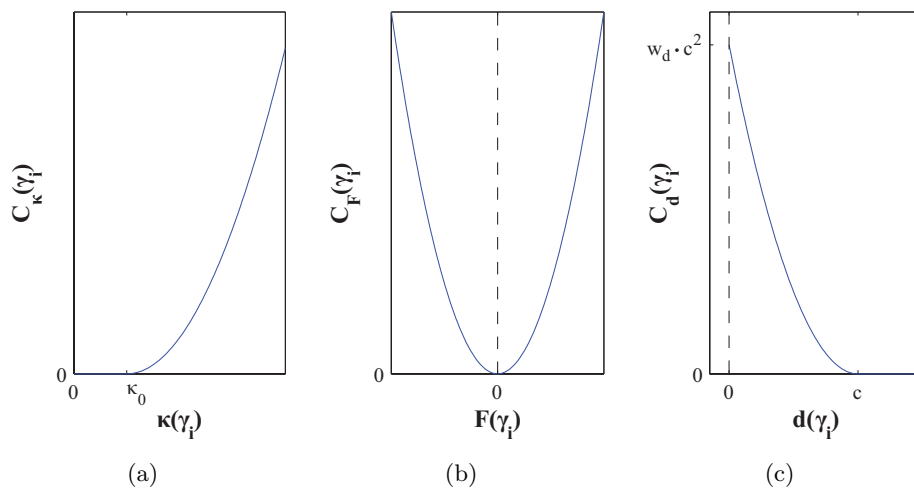 C_κ(γ_i)
0
0
κ_0
κ(γ_i)
(a)
C_F(γ_i)
0
0
F(γ_i)
(b)
C_d(γ_i)
w_d · c^2
0
0
c
d(γ_i)
(c)